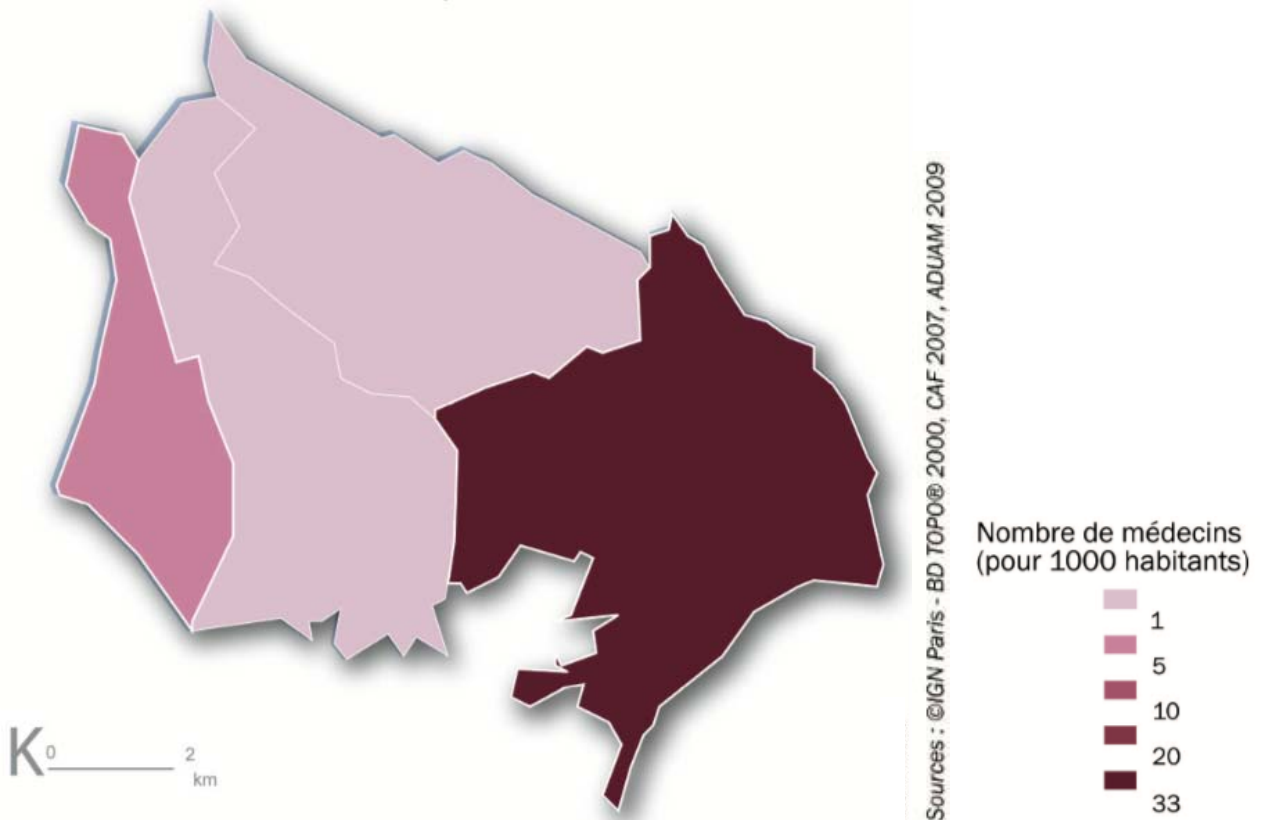 Sources : ©IGN Paris - BD TOPO® 2000, CAF 2007, ADUAM 2009
Nombre de médecins
(pour 1000 habitants)
1
5
10
20
33
K
0 2
km